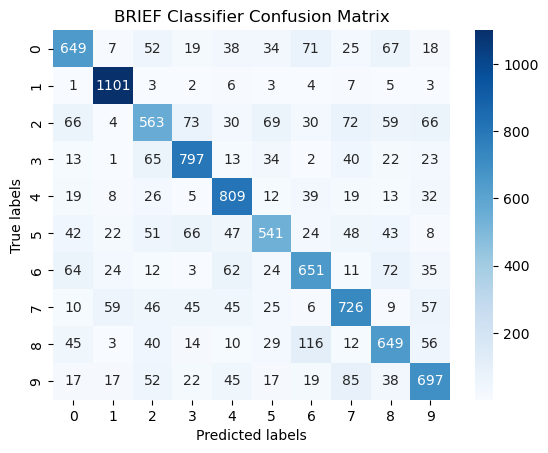 BRIEF Classifier Confusion Matrix
0 649 7 52 19 38 34 71 25 67 18
1 1 1101 3 2 6 3 4 7 5 3
2 66 4 563 73 30 69 30 72 59 66
3 13 1 65 797 13 34 2 40 22 23
4 19 8 26 5 809 12 39 19 13 32
5 42 22 51 66 47 541 24 48 43 8
6 64 24 12 3 62 24 651 11 72 35
7 10 59 46 45 45 25 6 726 9 57
8 45 3 40 14 10 29 116 12 649 56
9 17 17 52 22 45 17 19 85 38 697
0 1 2 3 4 5 6 7 8 9
Predicted labels
True labels
1000
800
600
400
200